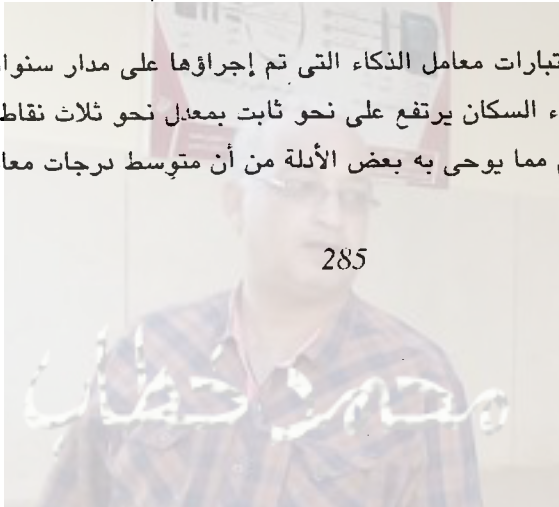 تبارات معامل الذكاء التى تم إجراؤها على مدار سنوا
ء السكان يرتفع على نحو ثابت بمعدل نحو ثلاث نقاط
مما يوحى به بعض الأدلة من أن متوسط درجات معا
285
محمد خطاب